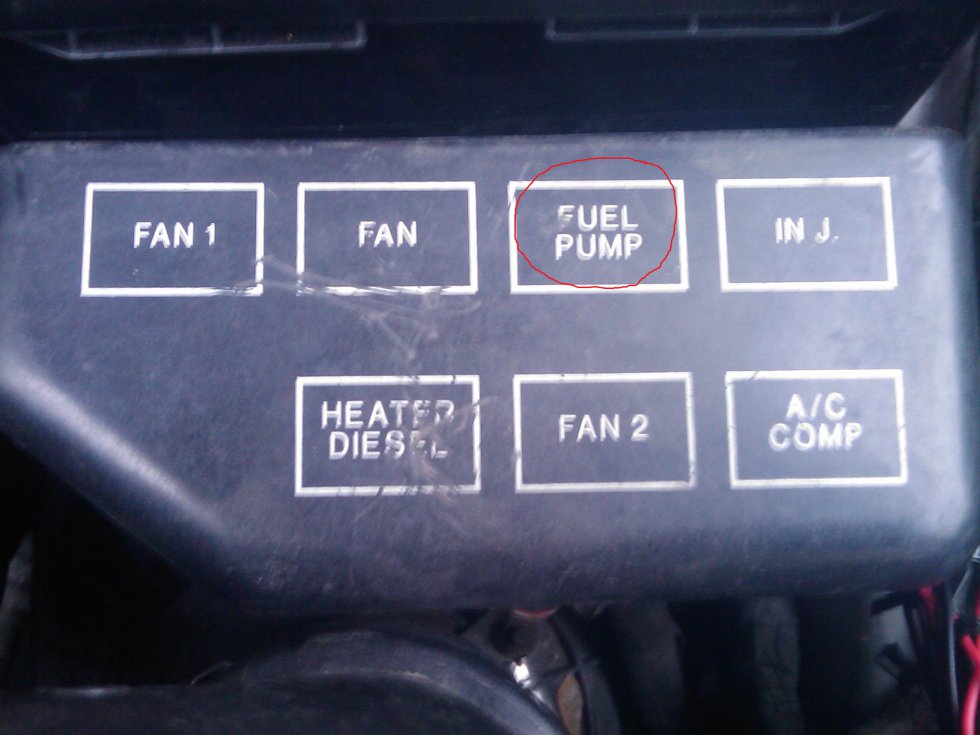 FAN 1
FAN
FUEL
PUMP
IN J.
HEATER
DIESEL
FAN 2
A/C
COMP